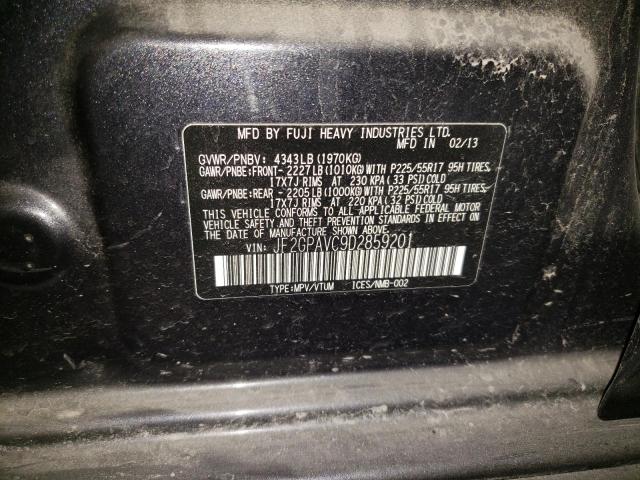 MFD BY FUJI HEAVY INDUSTRIES LTD.
MFD IN 02/13
GVWR/PNBV: 4343LB (1970KG)
GAWR/PNBE:FRONT- 2227LB(1010KG)WITH P225/55R17 95H TIRES,
17X7J RIMS AT 230 KPA(33 PSI)COLD
GAWR/PNBE:REAR - 2205LB(1000KG)WITH P225/55R17 95H TIRES,
17X7J RIMS AT 220 KPA(32 PSI)COLD
THIS VEHICLE CONFORMS TO ALL APPLICABLE FEDERAL MOTOR
VEHICLE SAFETY AND THEFT PREVENTION STANDARDS IN EFFECT ON
THE DATE OF MANUFACTURE SHOWN ABOVE.
VIN: JF2GPAVC9D2859201
TYPE:MPV/VTUM ICES/NMB-002